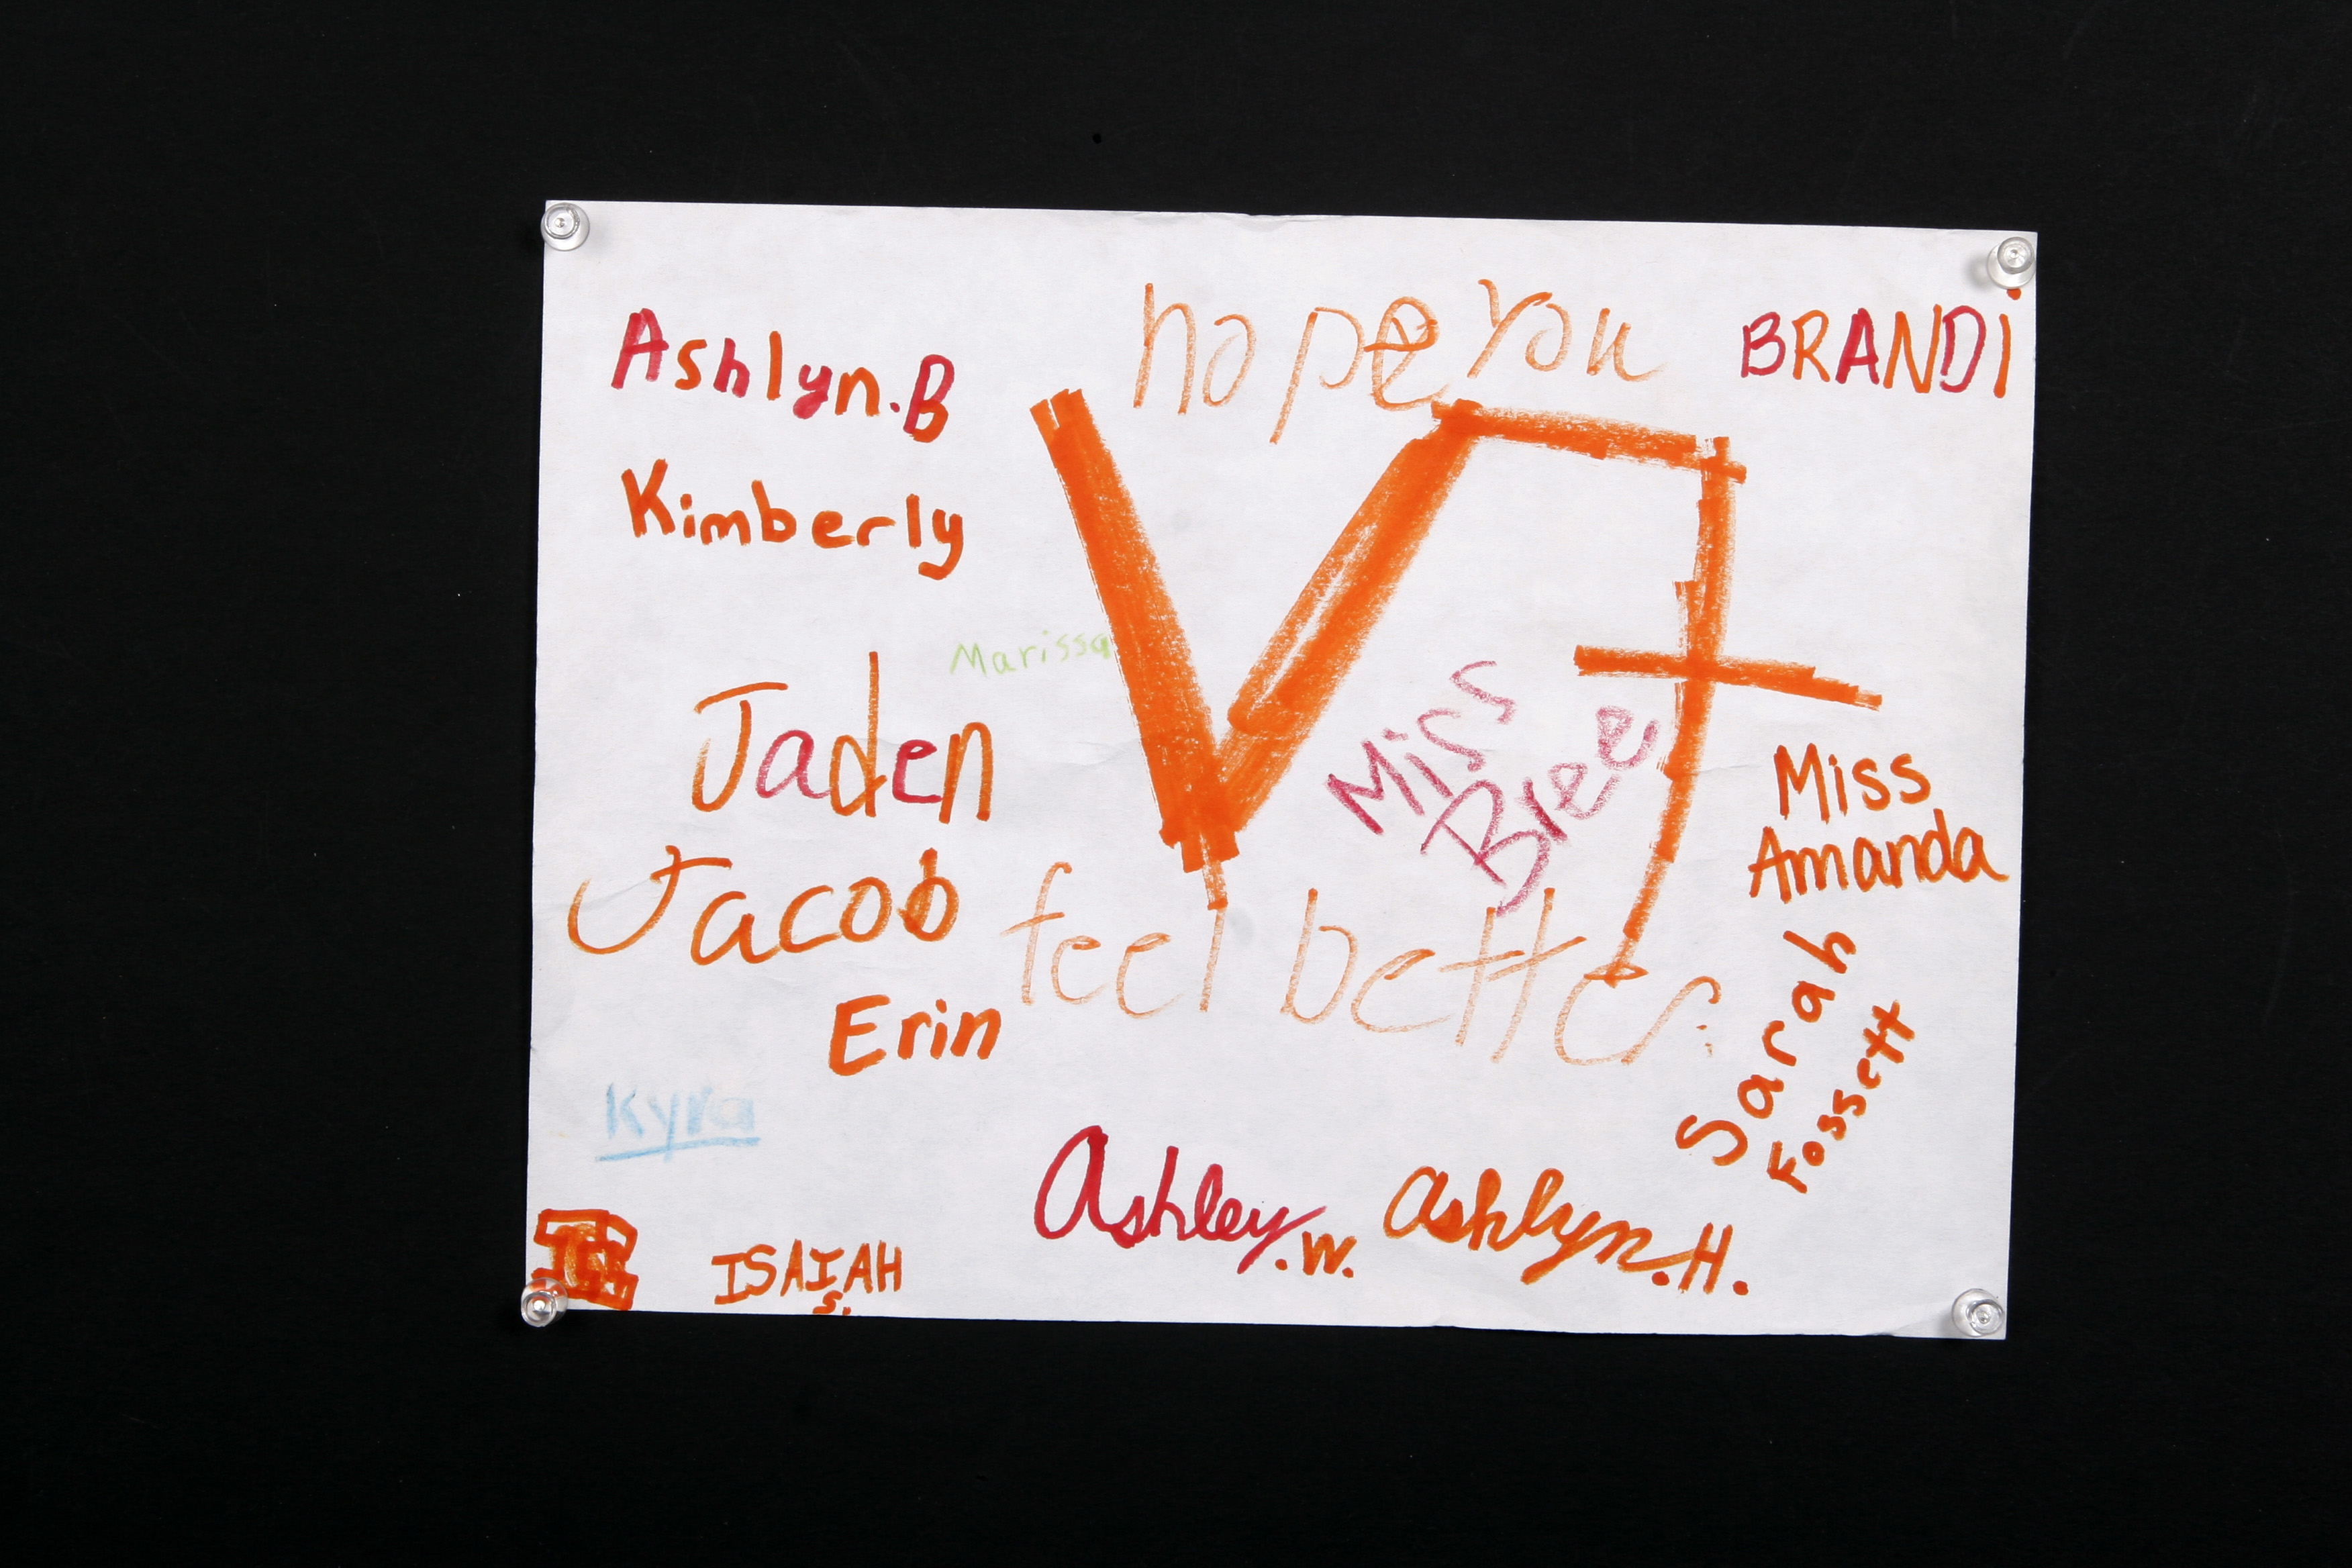 hope you
BRANDi
Ashlyn.B
Kimberly
VT
Marissa
Jaden
Miss
Bree
Miss
Amanda
Jacob
feel better
Erin
Sarah
Fossett
Kyra
Ashley.W.
Ashlyn.H.
ISAIAH
S.